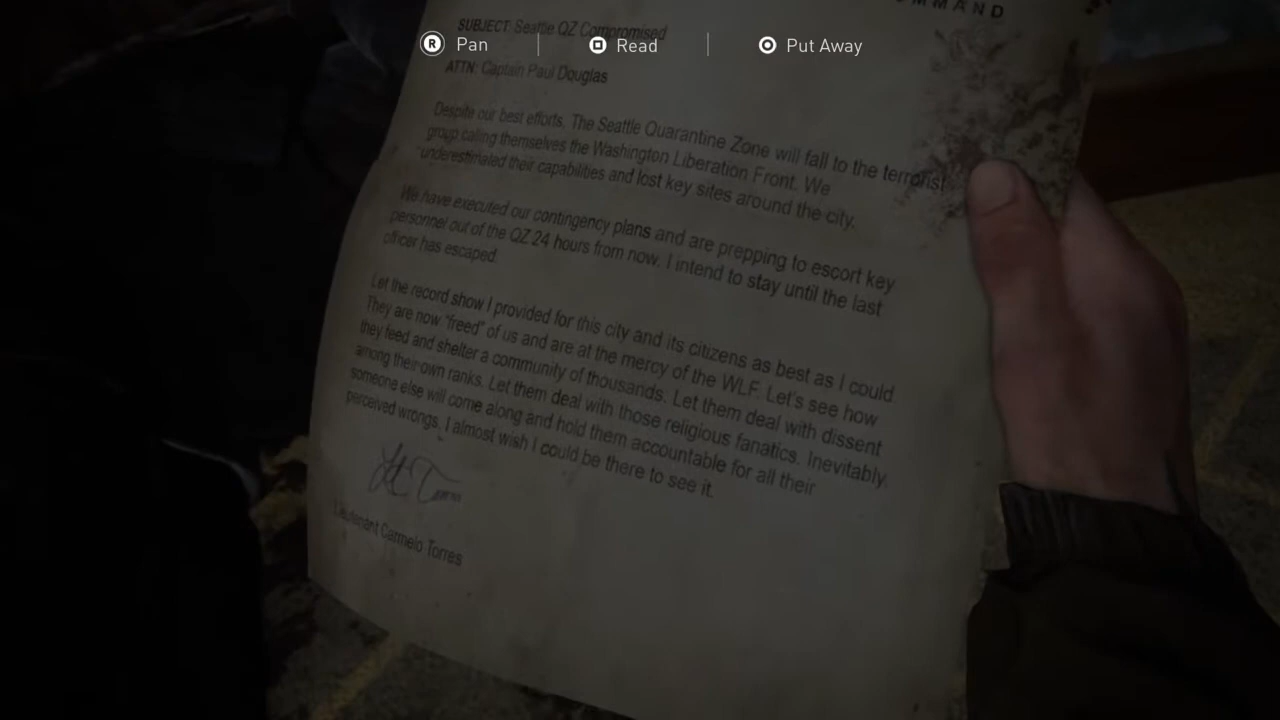 MMAND
SUBJECT: Seattle QZ Compromised
R Pan Read Put Away
ATTN: Captain Paul Douglas
Despite our best efforts. The Seattle Quarantine Zone will fall to the terrorist
group calling themselves the Washington Liberation Front. We
underestimated their capabilities and lost key sites around the city.
We have executed our contingency plans and are prepping to escort key
personnel out of the QZ 24 hours from now. I intend to stay until the last
officer has escaped.
Let the record show I provided for this city and its citizens as best as I could.
They are now "freed" of us and are at the mercy of the WLF. Let's see how
they feed and shelter a community of thousands. Let them deal with dissent
among their own ranks. Let them deal with those religious fanatics. Inevitably
someone else will come along and hold them accountable for all their
perceived wrongs. I almost wish I could be there to see it.
Lieutenant Carmelo Torres